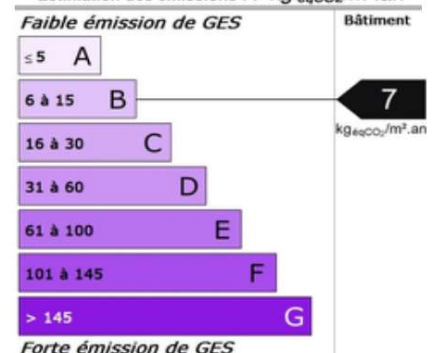 Faible émission de GES Bâtiment
≤ 5 A
6 à 15 B 7
kgéqCO₂/m².an
16 à 30 C
31 à 60 D
61 à 100 E
101 à 145 F
> 145 G
Forte émission de GES